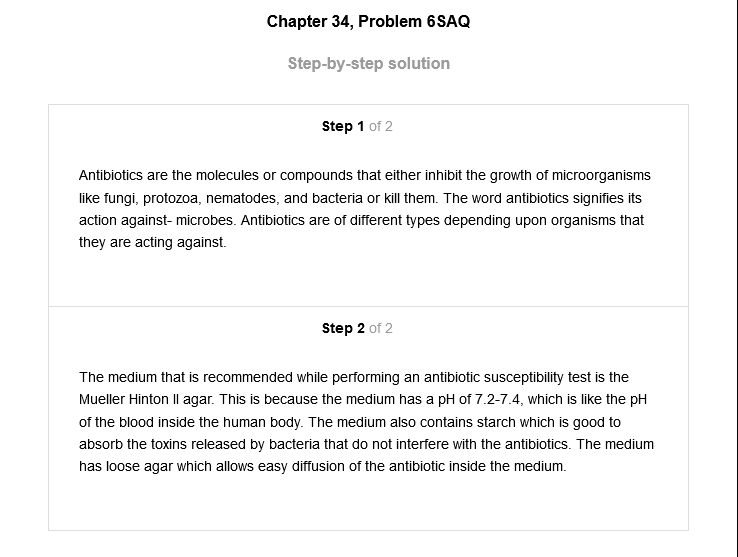 Chapter 34, Problem 6SAQ
Step-by-step solution
Step 1 of 2
Antibiotics are the molecules or compounds that either inhibit the growth of microorganisms
like fungi, protozoa, nematodes, and bacteria or kill them. The word antibiotics signifies its
action against- microbes. Antibiotics are of different types depending upon organisms that
they are acting against.
Step 2 of 2
The medium that is recommended while performing an antibiotic susceptibility test is the
Mueller Hinton II agar. This is because the medium has a pH of 7.2-7.4, which is like the pH
of the blood inside the human body. The medium also contains starch which is good to
absorb the toxins released by bacteria that do not interfere with the antibiotics. The medium
has loose agar which allows easy diffusion of the antibiotic inside the medium.